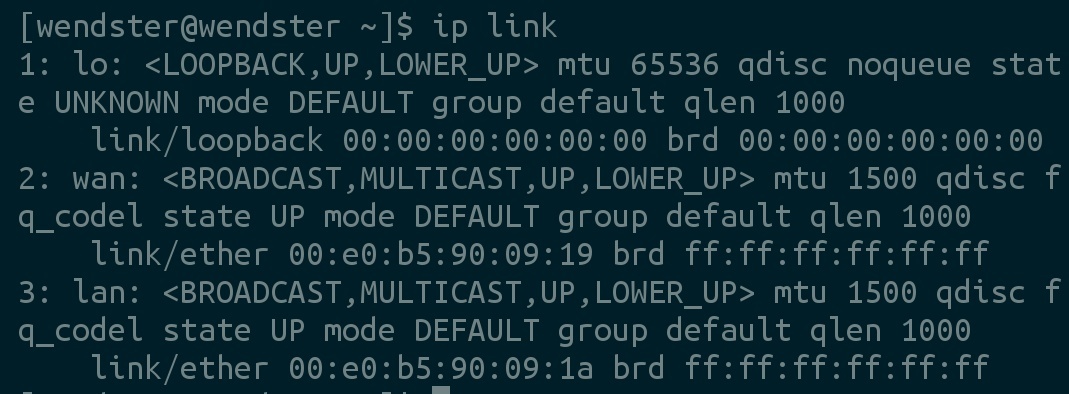 [wendster@wendster ~]$ ip link
1: lo: <LOOPBACK,UP,LOWER_UP> mtu 65536 qdisc noqueue stat
e UNKNOWN mode DEFAULT group default qlen 1000
    link/loopback 00:00:00:00:00:00 brd 00:00:00:00:00:00
2: wan: <BROADCAST,MULTICAST,UP,LOWER_UP> mtu 1500 qdisc f
q_codel state UP mode DEFAULT group default qlen 1000
    link/ether 00:e0:b5:90:09:19 brd ff:ff:ff:ff:ff:ff
3: lan: <BROADCAST,MULTICAST,UP,LOWER_UP> mtu 1500 qdisc f
q_codel state UP mode DEFAULT group default qlen 1000
    link/ether 00:e0:b5:90:09:1a brd ff:ff:ff:ff:ff:ff